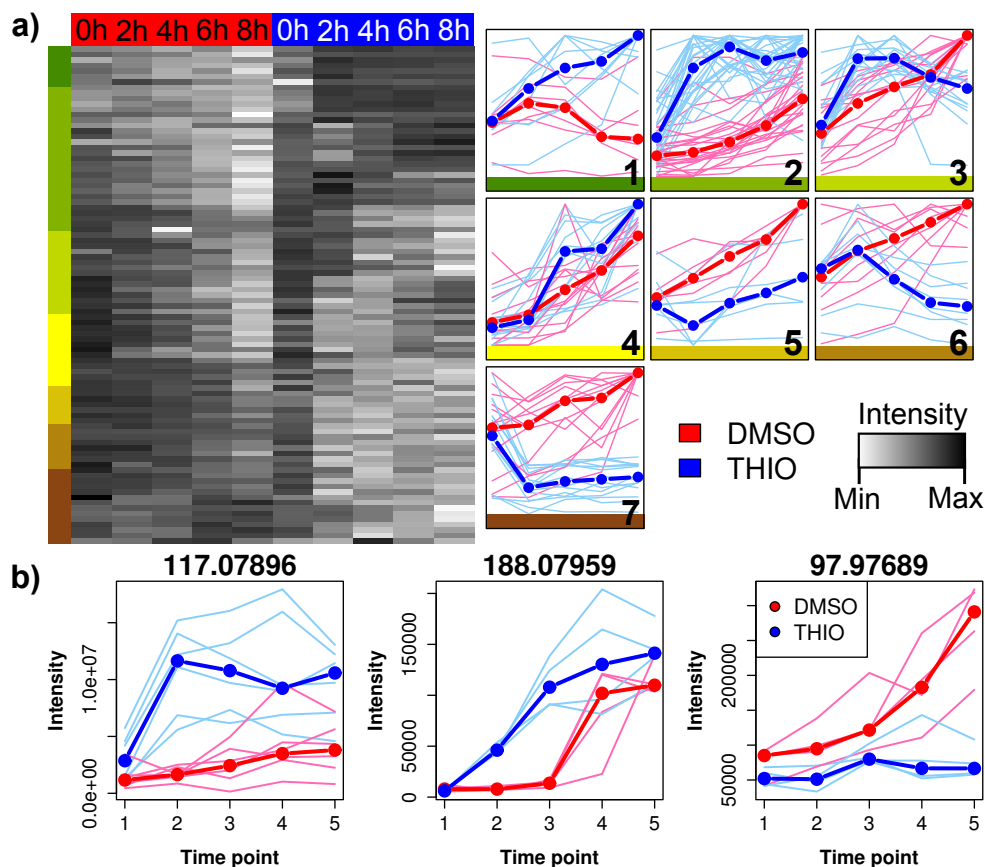 a)
0h 2h 4h 6h 8h 0h 2h 4h 6h 8h
1
2
3
4
5
6
7
DMSO
THIO
Intensity
Min Max
b)
117.07896
Intensity
0.0e+00
1.0e+07
1 2 3 4 5
Time point
188.07959
Intensity
0
50000
150000
1 2 3 4 5
Time point
97.97689
DMSO
THIO
Intensity
50000
200000
1 2 3 4 5
Time point